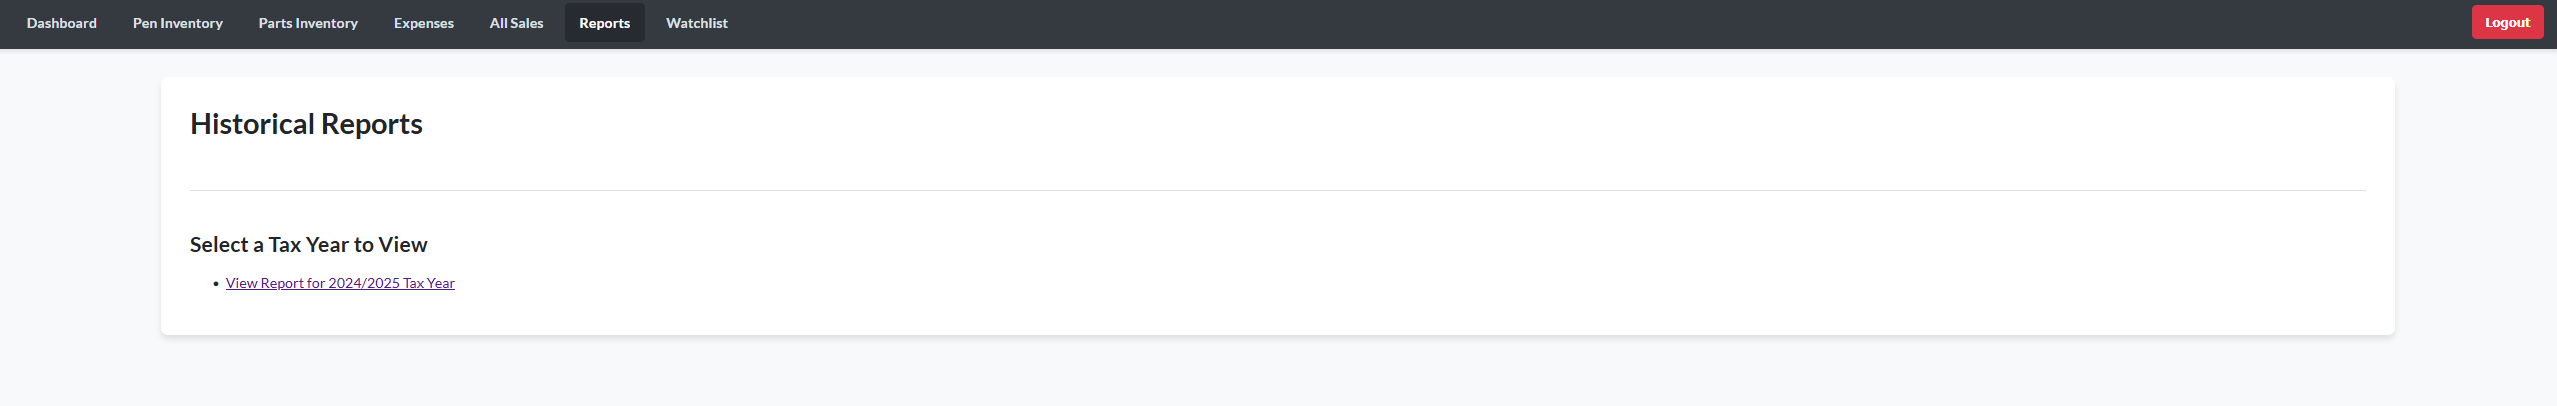 Dashboard Pen Inventory Parts Inventory Expenses All Sales Reports Watchlist Logout
Historical Reports
Select a Tax Year to View
• View Report for 2024/2025 Tax Year